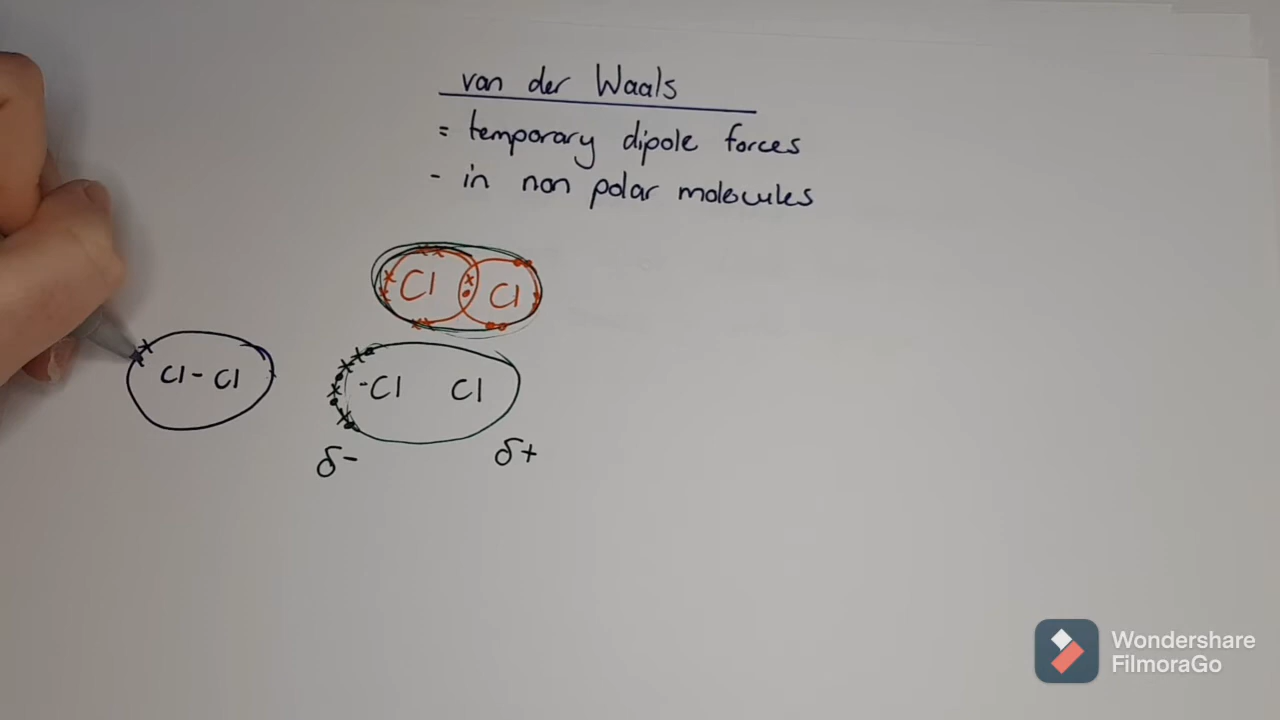 van der Waals
= temporary dipole forces
- in non polar molecules
Cl Cl
Cl - Cl
-Cl Cl
δ- δ+
Wondershare
FilmoraGo